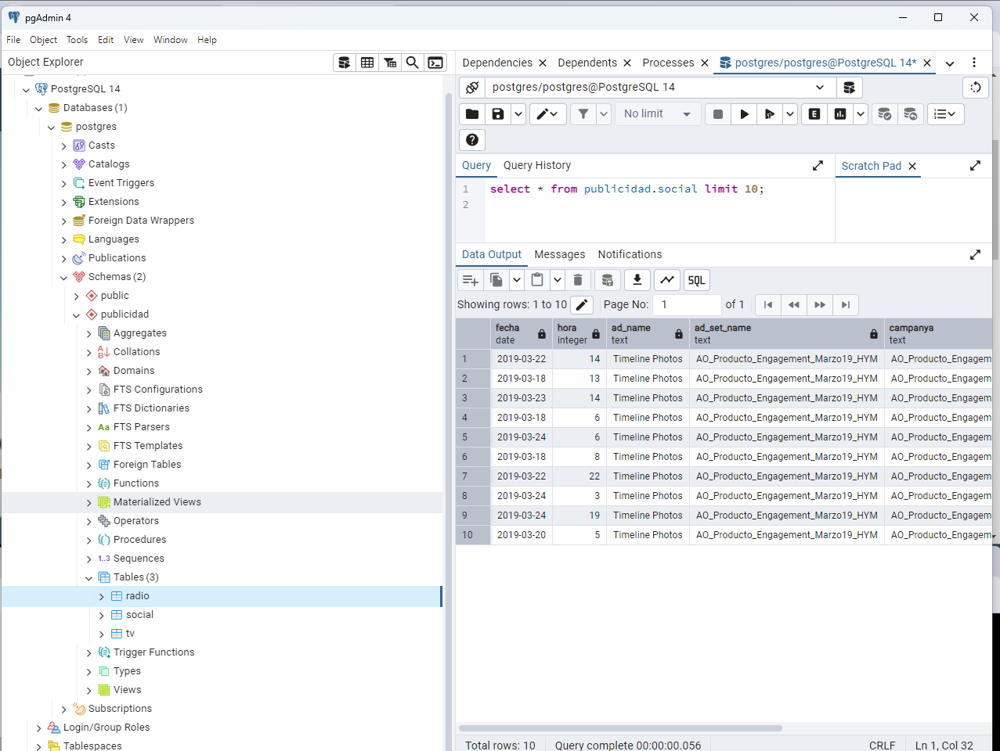 pgAdmin 4
File Object Tools Edit View Window Help
Object Explorer
PostgreSQL 14
Databases (1)
postgres
Casts
Catalogs
Event Triggers
Extensions
Foreign Data Wrappers
Languages
Publications
Schemas (2)
public
publicidad
Aggregates
Collations
Domains
FTS Configurations
FTS Dictionaries
Aa FTS Parsers
FTS Templates
Foreign Tables
Functions
Materialized Views
Operators
Procedures
1..3 Sequences
Tables (3)
radio
social
tv
Trigger Functions
Types
Views
Subscriptions
Login/Group Roles
Tablespaces
Dependencies Dependents Processes postgres/postgres@PostgreSQL 14*
postgres/postgres@PostgreSQL 14
No limit
E
Query Query History Scratch Pad
1 select * from publicidad.social limit 10;
2
Data Output Messages Notifications
SQL
Showing rows: 1 to 10 Page No: 1 of 1
fecha hora ad_name ad_set_name campanya
date integer text text text
1 2019-03-22 14 Timeline Photos AO_Producto_Engagement_Marzo19_HYM AO_Producto_Engagem
2 2019-03-18 13 Timeline Photos AO_Producto_Engagement_Marzo19_HYM AO_Producto_Engagem
3 2019-03-23 14 Timeline Photos AO_Producto_Engagement_Marzo19_HYM AO_Producto_Engagem
4 2019-03-18 6 Timeline Photos AO_Producto_Engagement_Marzo19_HYM AO_Producto_Engagem
5 2019-03-24 6 Timeline Photos AO_Producto_Engagement_Marzo19_HYM AO_Producto_Engagem
6 2019-03-18 8 Timeline Photos AO_Producto_Engagement_Marzo19_HYM AO_Producto_Engagem
7 2019-03-22 22 Timeline Photos AO_Producto_Engagement_Marzo19_HYM AO_Producto_Engagem
8 2019-03-24 3 Timeline Photos AO_Producto_Engagement_Marzo19_HYM AO_Producto_Engagem
9 2019-03-24 19 Timeline Photos AO_Producto_Engagement_Marzo19_HYM AO_Producto_Engagem
10 2019-03-20 5 Timeline Photos AO_Producto_Engagement_Marzo19_HYM AO_Producto_Engagem
Total rows: 10 Query complete 00:00:00.056 CRLF Ln 1, Col 32